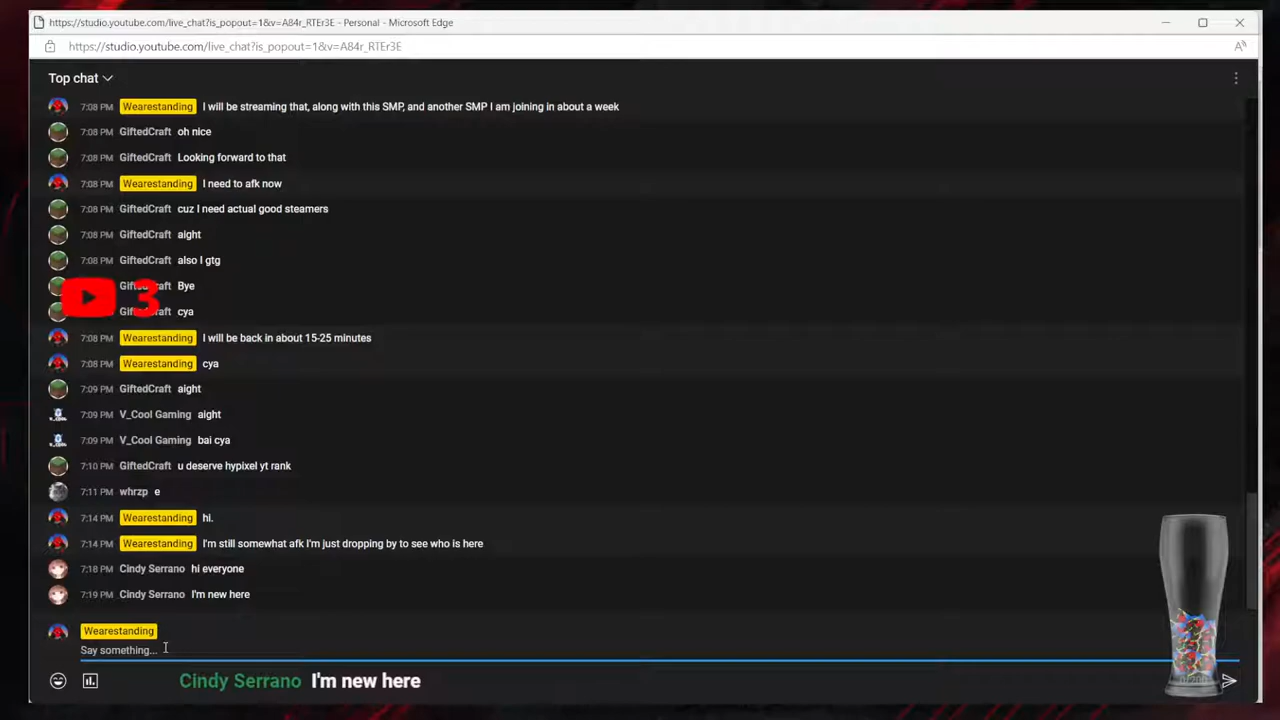 https://studio.youtube.com/live_chat?is_popout=1&v=A84r_RTEr3E - Personal - Microsoft Edge
https://studio.youtube.com/live_chat?is_popout=1&v=A84r_RTEr3E
Top chat
7:08 PM Wearestanding I will be streaming that, along with this SMP, and another SMP I am joining in about a week
7:08 PM GiftedCraft oh nice
7:08 PM GiftedCraft Looking forward to that
7:08 PM Wearestanding I need to afk now
7:08 PM GiftedCraft cuz I need actual good steamers
7:08 PM GiftedCraft aight
7:08 PM GiftedCraft also I gtg
GiftedCraft Bye
3
GiftedCraft cya
7:08 PM Wearestanding I will be back in about 15-25 minutes
7:08 PM Wearestanding cya
7:09 PM GiftedCraft aight
7:09 PM V_Cool Gaming aight
7:09 PM V_Cool Gaming bai cya
7:10 PM GiftedCraft u deserve hypixel yt rank
7:11 PM whrzp e
7:14 PM Wearestanding hi.
7:14 PM Wearestanding I'm still somewhat afk I'm just dropping by to see who is here
7:18 PM Cindy Serrano hi everyone
7:19 PM Cindy Serrano I'm new here
Wearestanding
Say something...
Cindy Serrano I'm new here